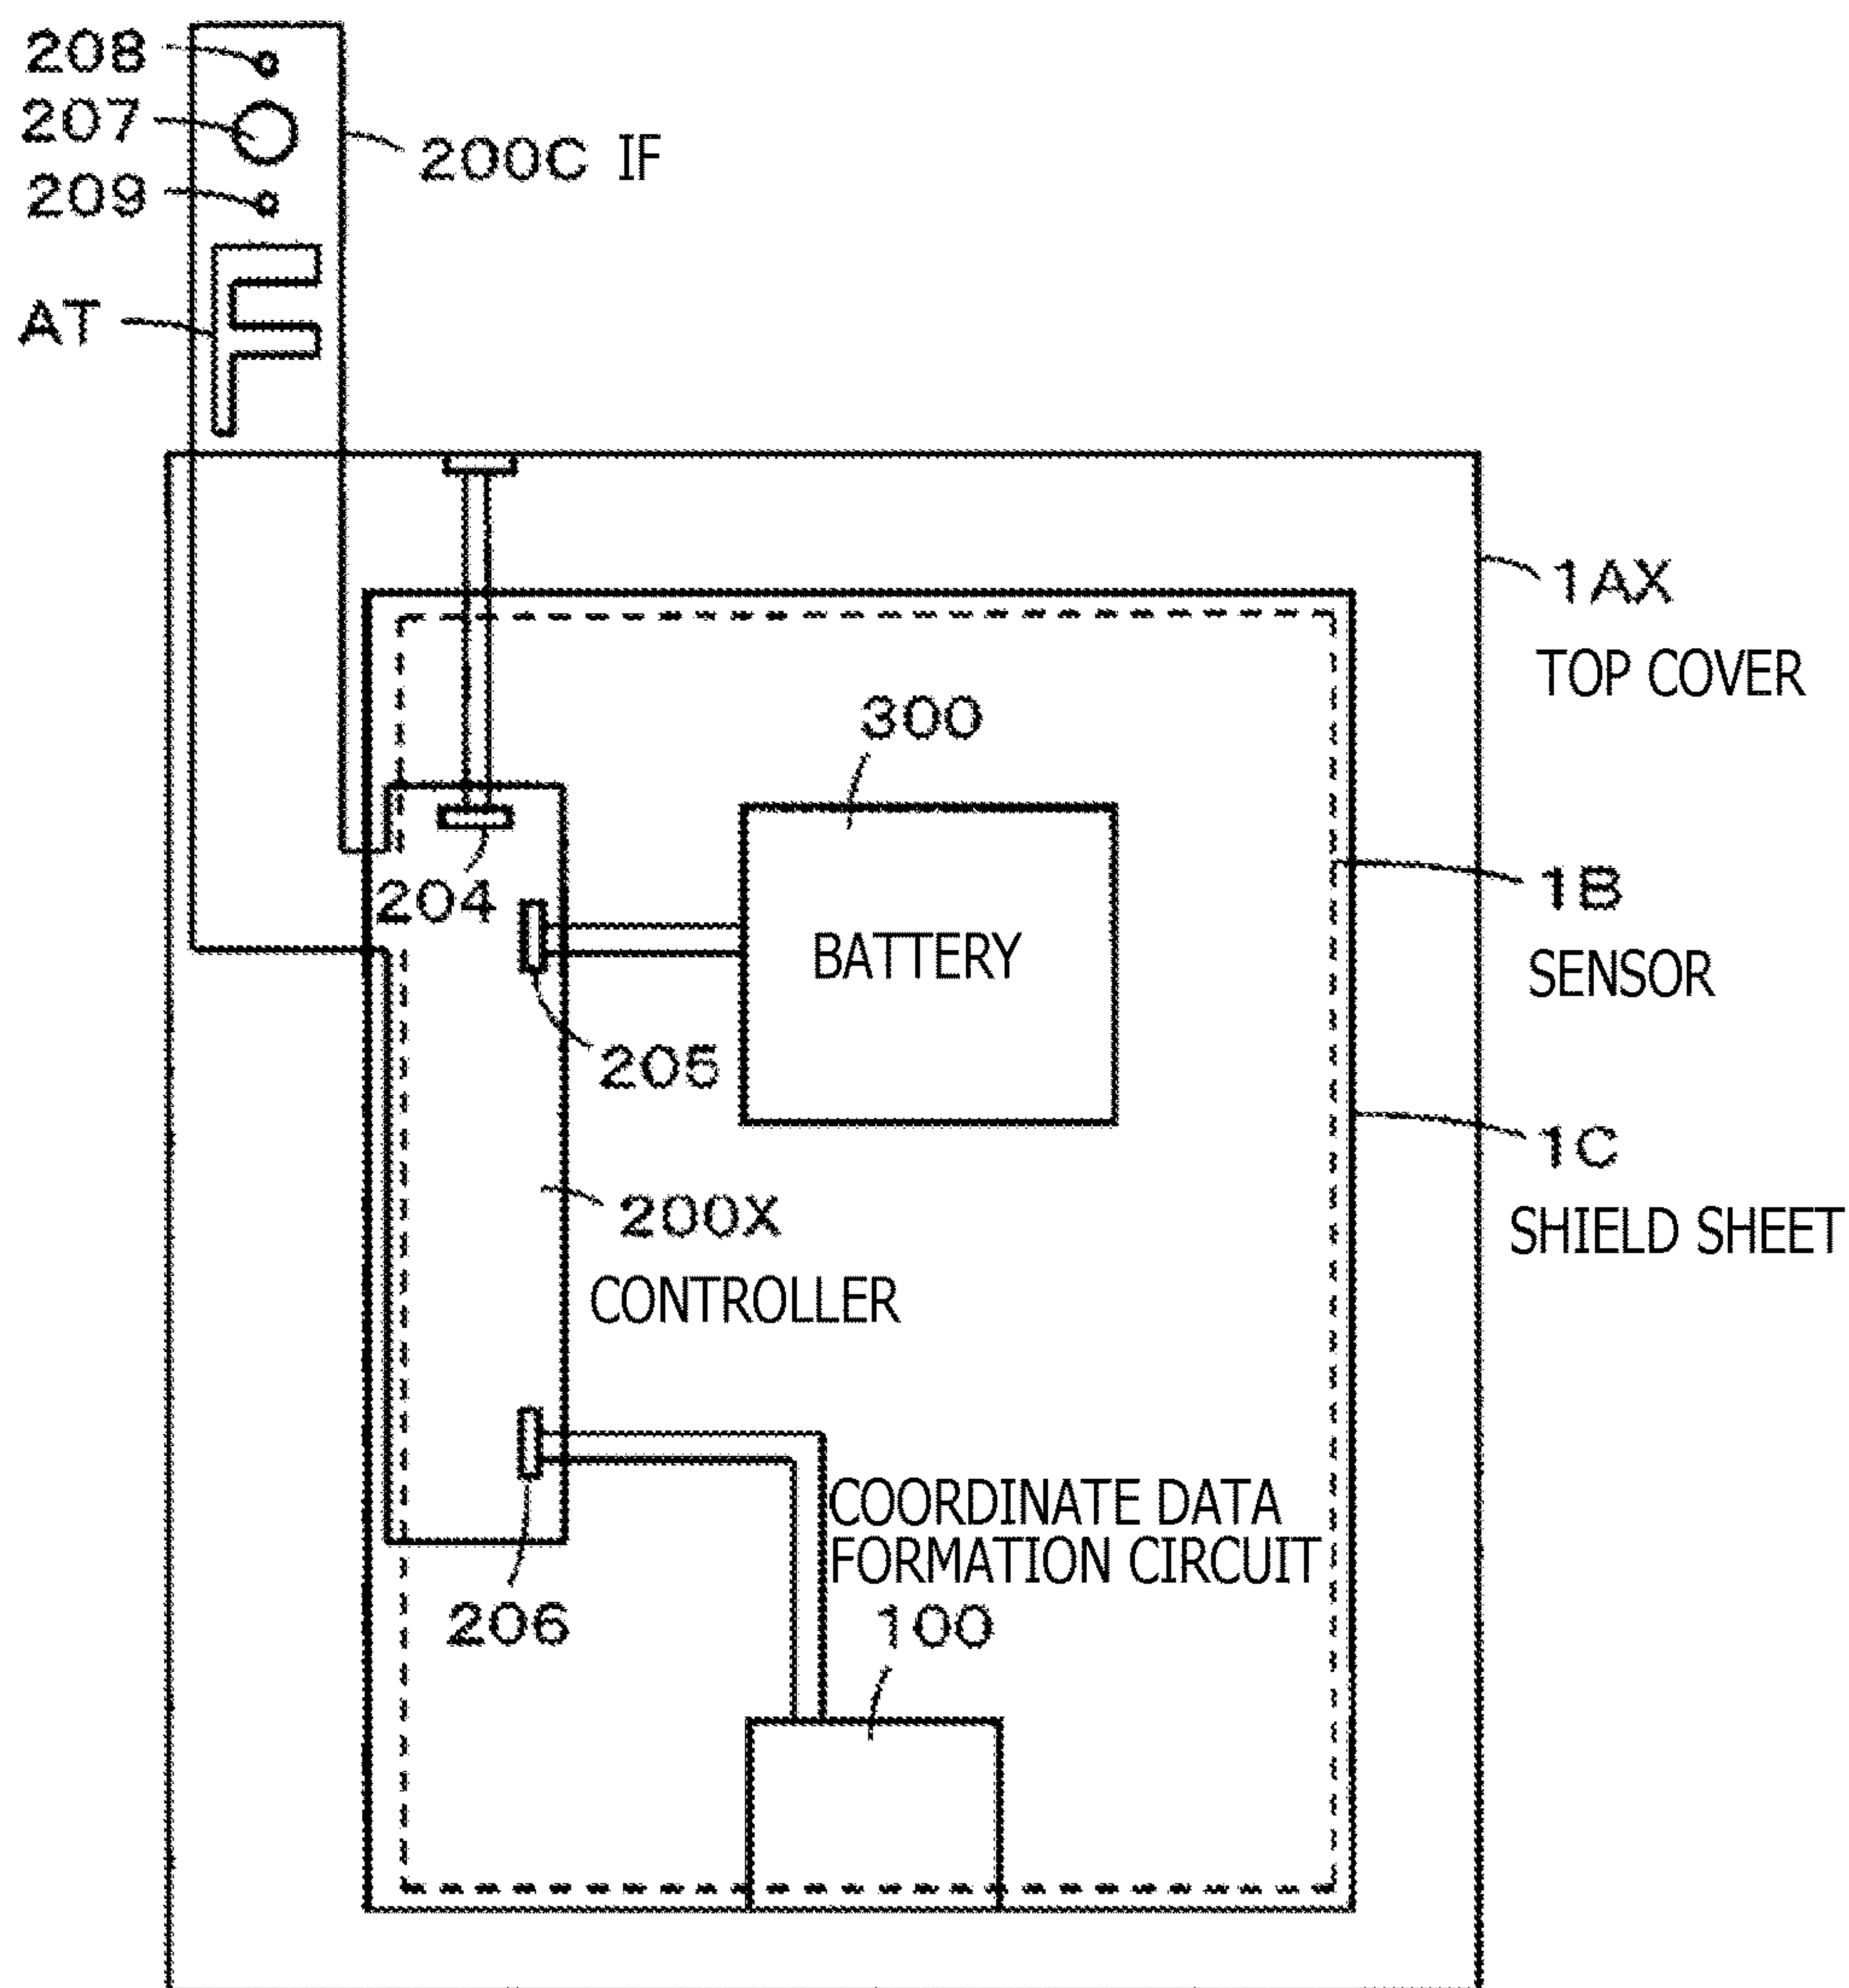 208
207
200C IF
209
AT
1AX
TOP COVER
300
1B
204
BATTERY
SENSOR
205
1C
200X
SHIELD SHEET
CONTROLLER
COORDINATE DATA
FORMATION CIRCUIT
206
100